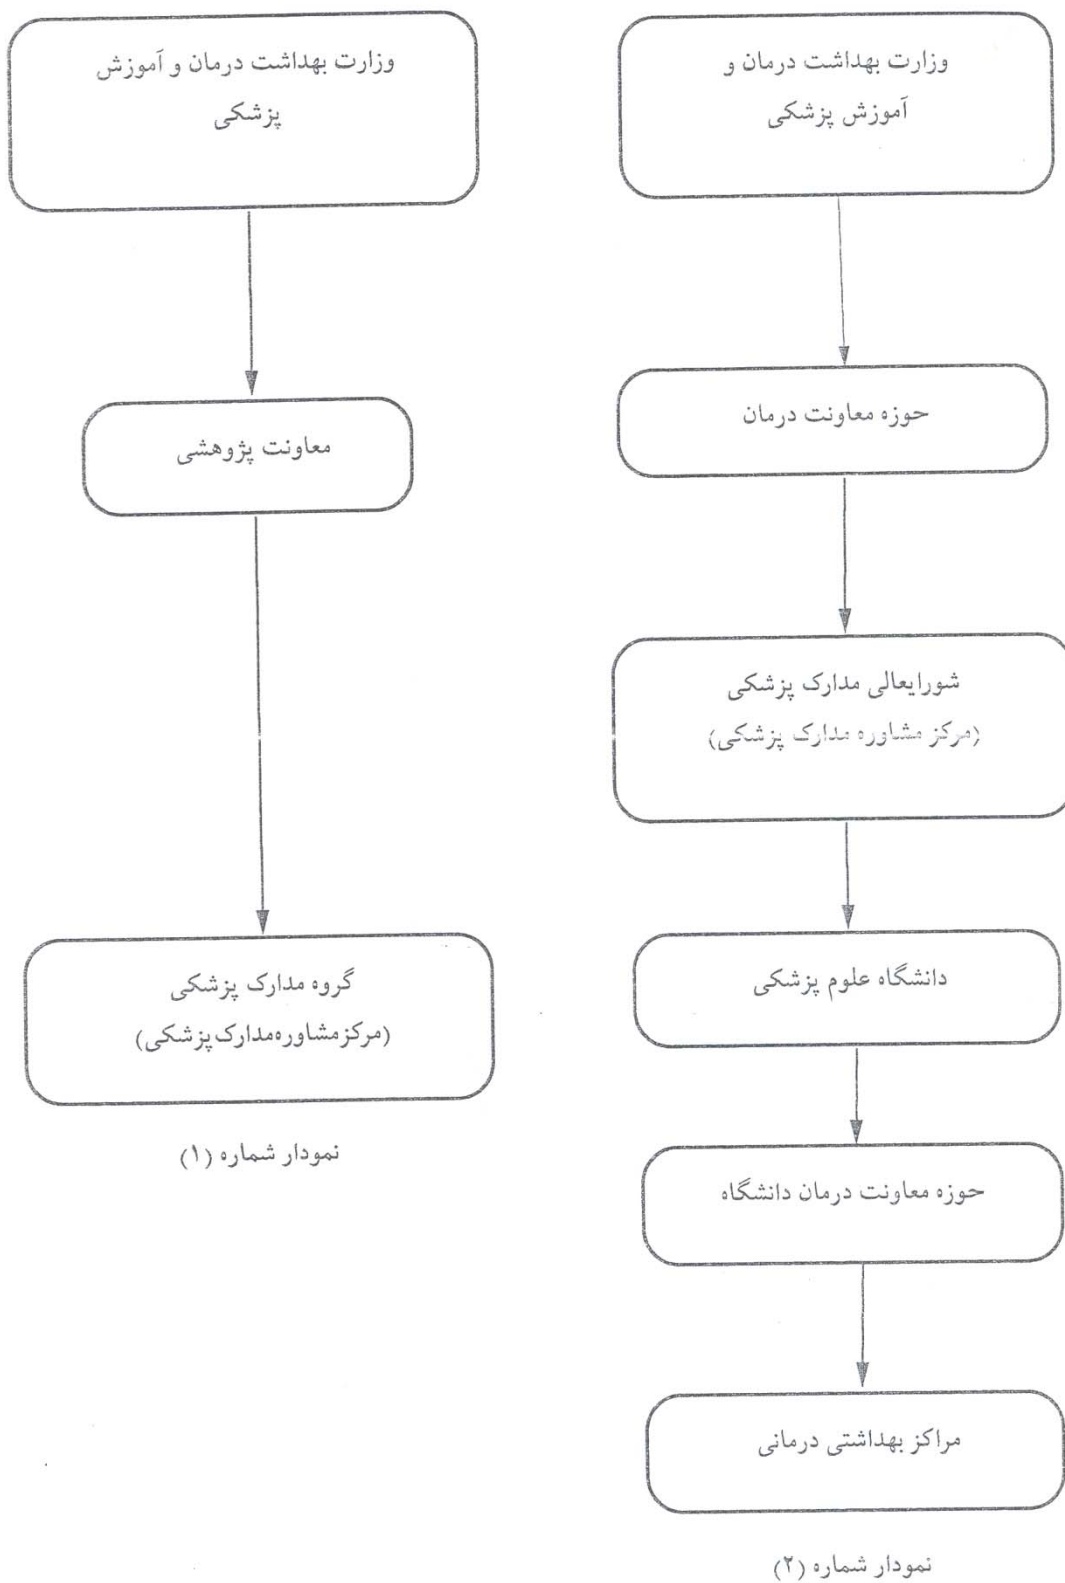 وزارت بهداشت درمان و
آموزش پزشکی
حوزه معاونت درمان
شورایعالی مدارک پزشکی
(مرکز مشاوره مدارک پزشکی)
دانشگاه علوم پزشکی
حوزه معاونت درمان دانشگاه
مراکز بهداشتی درمانی
نمودار شماره (۲)
وزارت بهداشت درمان و آموزش
پزشکی
معاونت پژوهشی
گروه مدارک پزشکی
(مرکز مشاوره مدارک پزشکی)
نمودار شماره (۱)